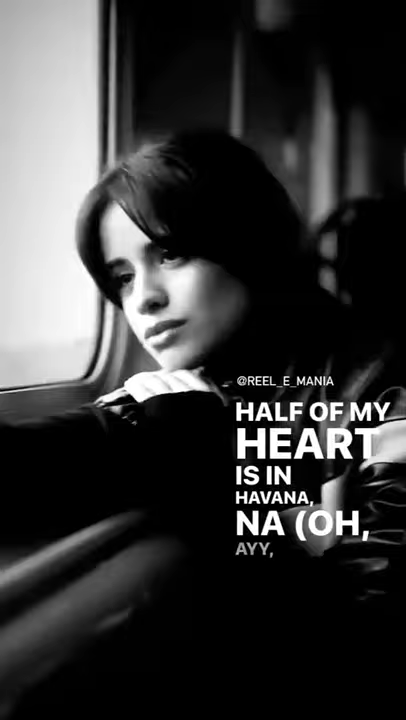 @REEL_E_MANIA
HALF OF MY
HEART
IS IN
HAVANA,
NA (OH,
AYY,